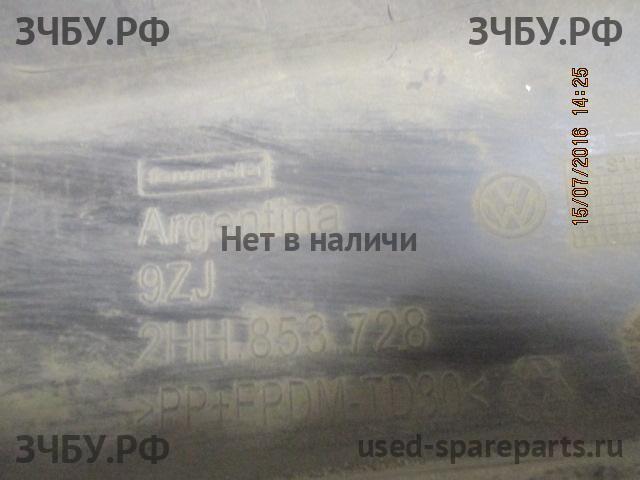 ЗЧБУ.РФ
ЗЧБУ.РФ
15/07/2016 14:25
Argentina
Нет в наличи
9ZJ
2HH.853.728
>PP+EPDM-TD30<
ЗЧБУ.РФ
used-spareparts.ru